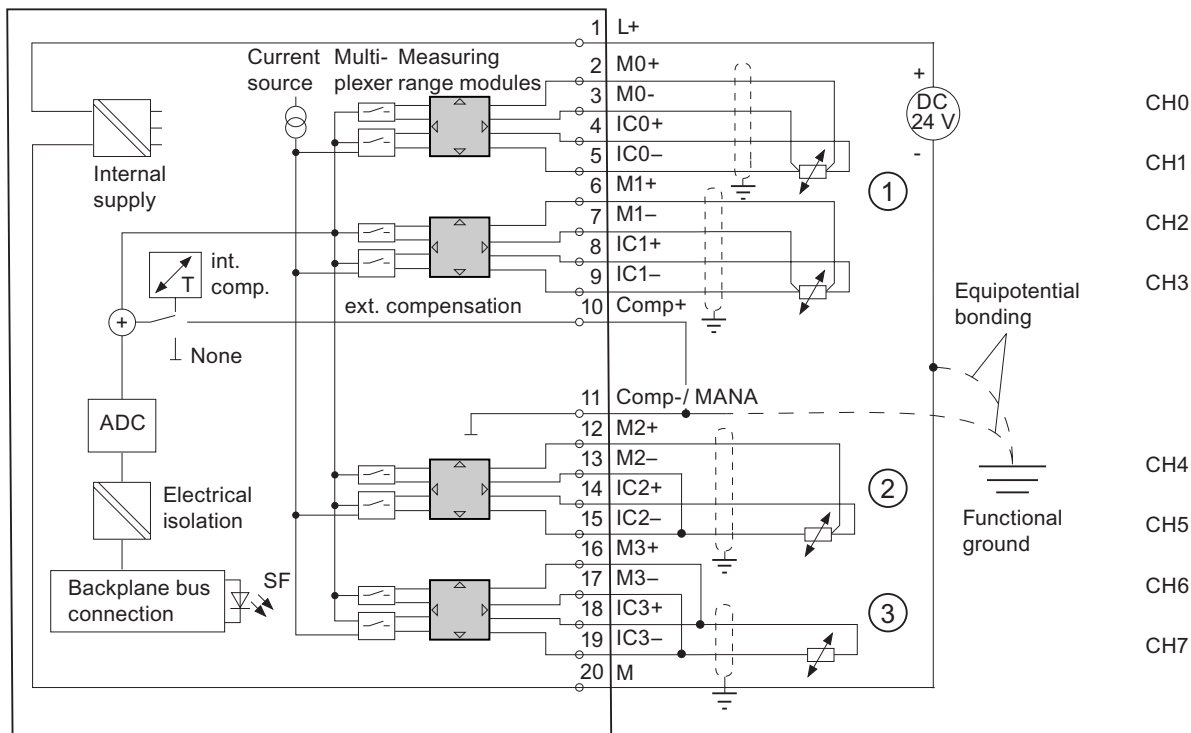 Current source
Multi- Measuring
plexer range modules
Internal supply
int. comp.
T
ext. compensation
+
None
ADC
Electrical isolation
Backplane bus connection
SF
1 L+
2 M0+
3 M0-
4 IC0+
5 IC0–
6 M1+
7 M1–
8 IC1+
9 IC1–
10 Comp+
11 Comp-/ MANA
12 M2+
13 M2–
14 IC2+
15 IC2–
16 M3+
17 M3–
18 IC3+
19 IC3–
20 M
+
DC 24 V
-
1
2
3
Equipotential bonding
Functional ground
CH0
CH1
CH2
CH3
CH4
CH5
CH6
CH7